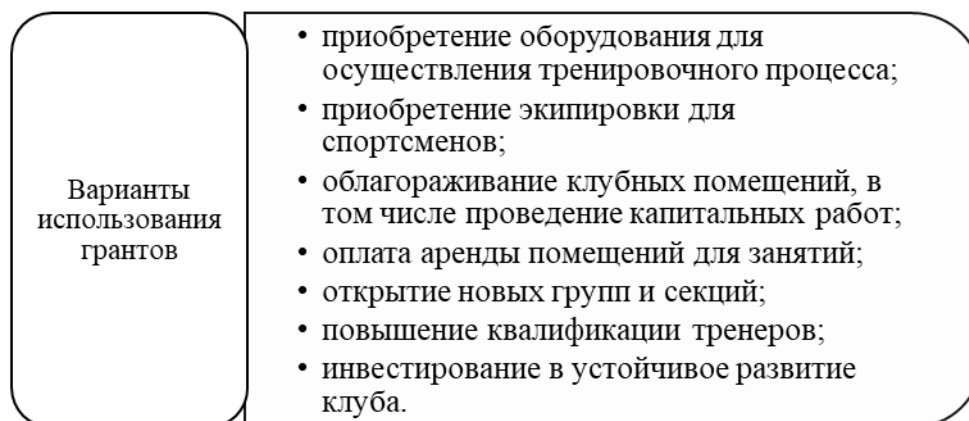 Варианты
использования
грантов
• приобретение оборудования для
осуществления тренировочного процесса;
• приобретение экипировки для
спортсменов;
• облагораживание клубных помещений, в
том числе проведение капитальных работ;
• оплата аренды помещений для занятий;
• открытие новых групп и секций;
• повышение квалификации тренеров;
• инвестирование в устойчивое развитие
клуба.